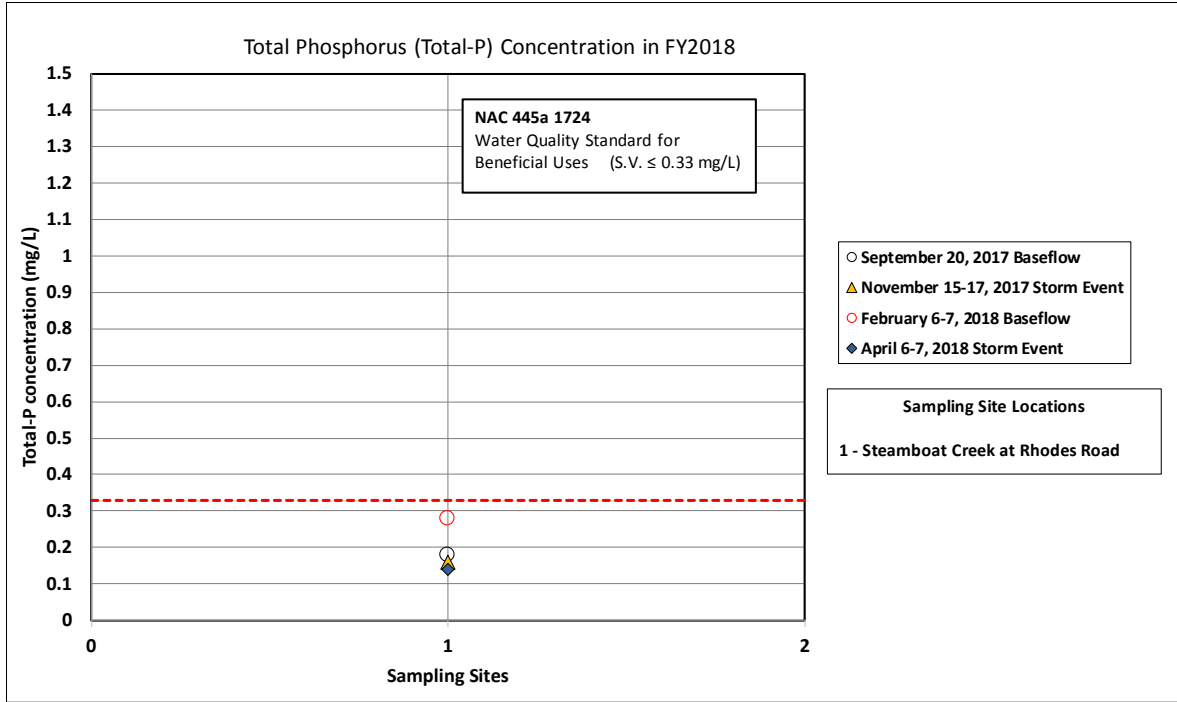 Total Phosphorus (Total-P) Concentration in FY2018
NAC 445a 1724
Water Quality Standard for
Beneficial Uses (S.V. ≤ 0.33 mg/L)
Total-P concentration (mg/L)
1.5
1.4
1.3
1.2
1.1
1
0.9
0.8
0.7
0.6
0.5
0.4
0.3
0.2
0.1
0
0 1 2
Sampling Sites
September 20, 2017 Baseflow
November 15-17, 2017 Storm Event
February 6-7, 2018 Baseflow
April 6-7, 2018 Storm Event
Sampling Site Locations
1 - Steamboat Creek at Rhodes Road